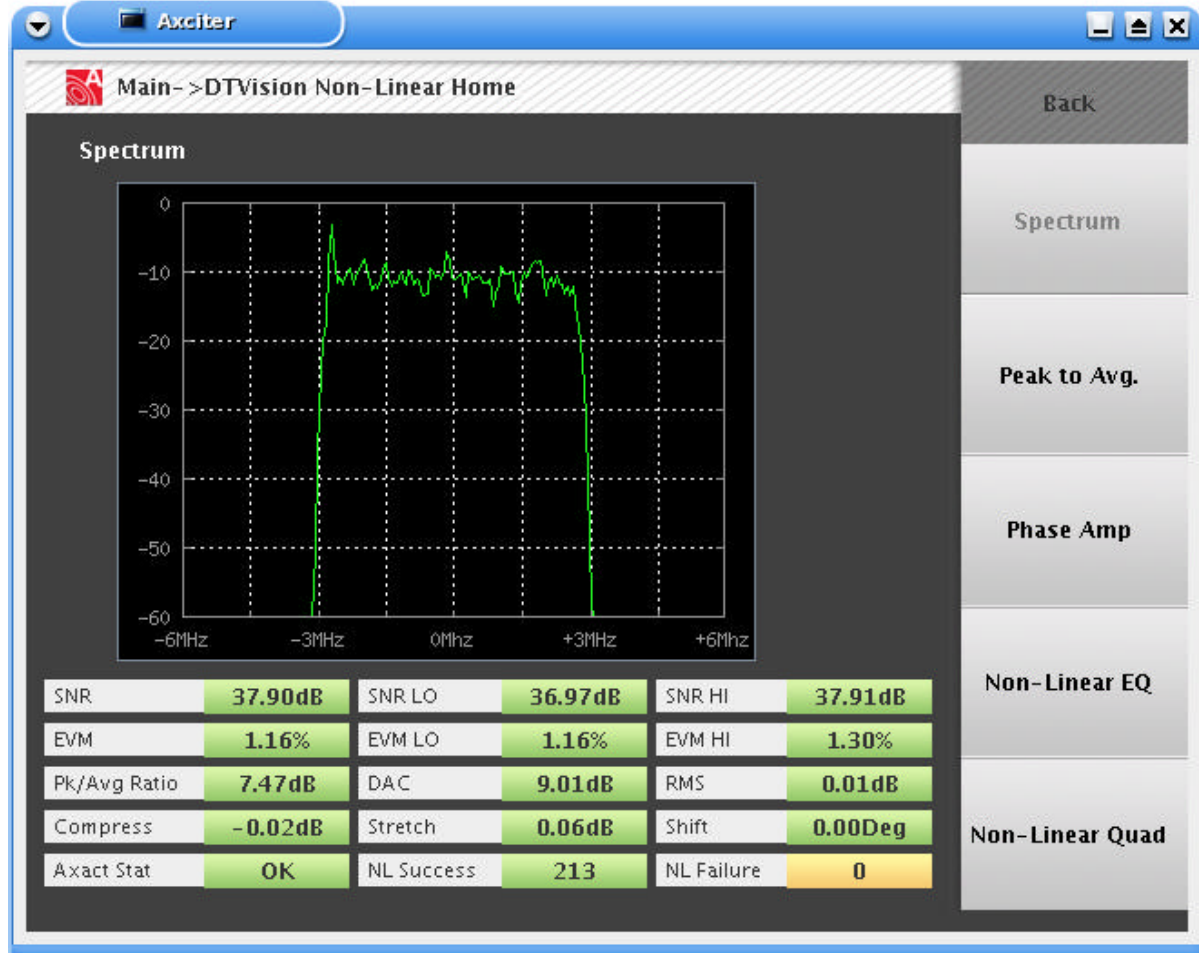 Axciter
A
Main->DTVision Non-Linear Home
Back
Spectrum
Spectrum
Peak to Avg.
Phase Amp
Non-Linear EQ
Non-Linear Quad
0
-10
-20
-30
-40
-50
-60
-6MHz -3MHz 0Mhz +3MHz +6Mhz
SNR 37.90dB SNR LO 36.97dB SNR HI 37.91dB
EVM 1.16% EVM LO 1.16% EVM HI 1.30%
Pk/Avg Ratio 7.47dB DAC 9.01dB RMS 0.01dB
Compress -0.02dB Stretch 0.06dB Shift 0.00Deg
Axact Stat OK NL Success 213 NL Failure 0